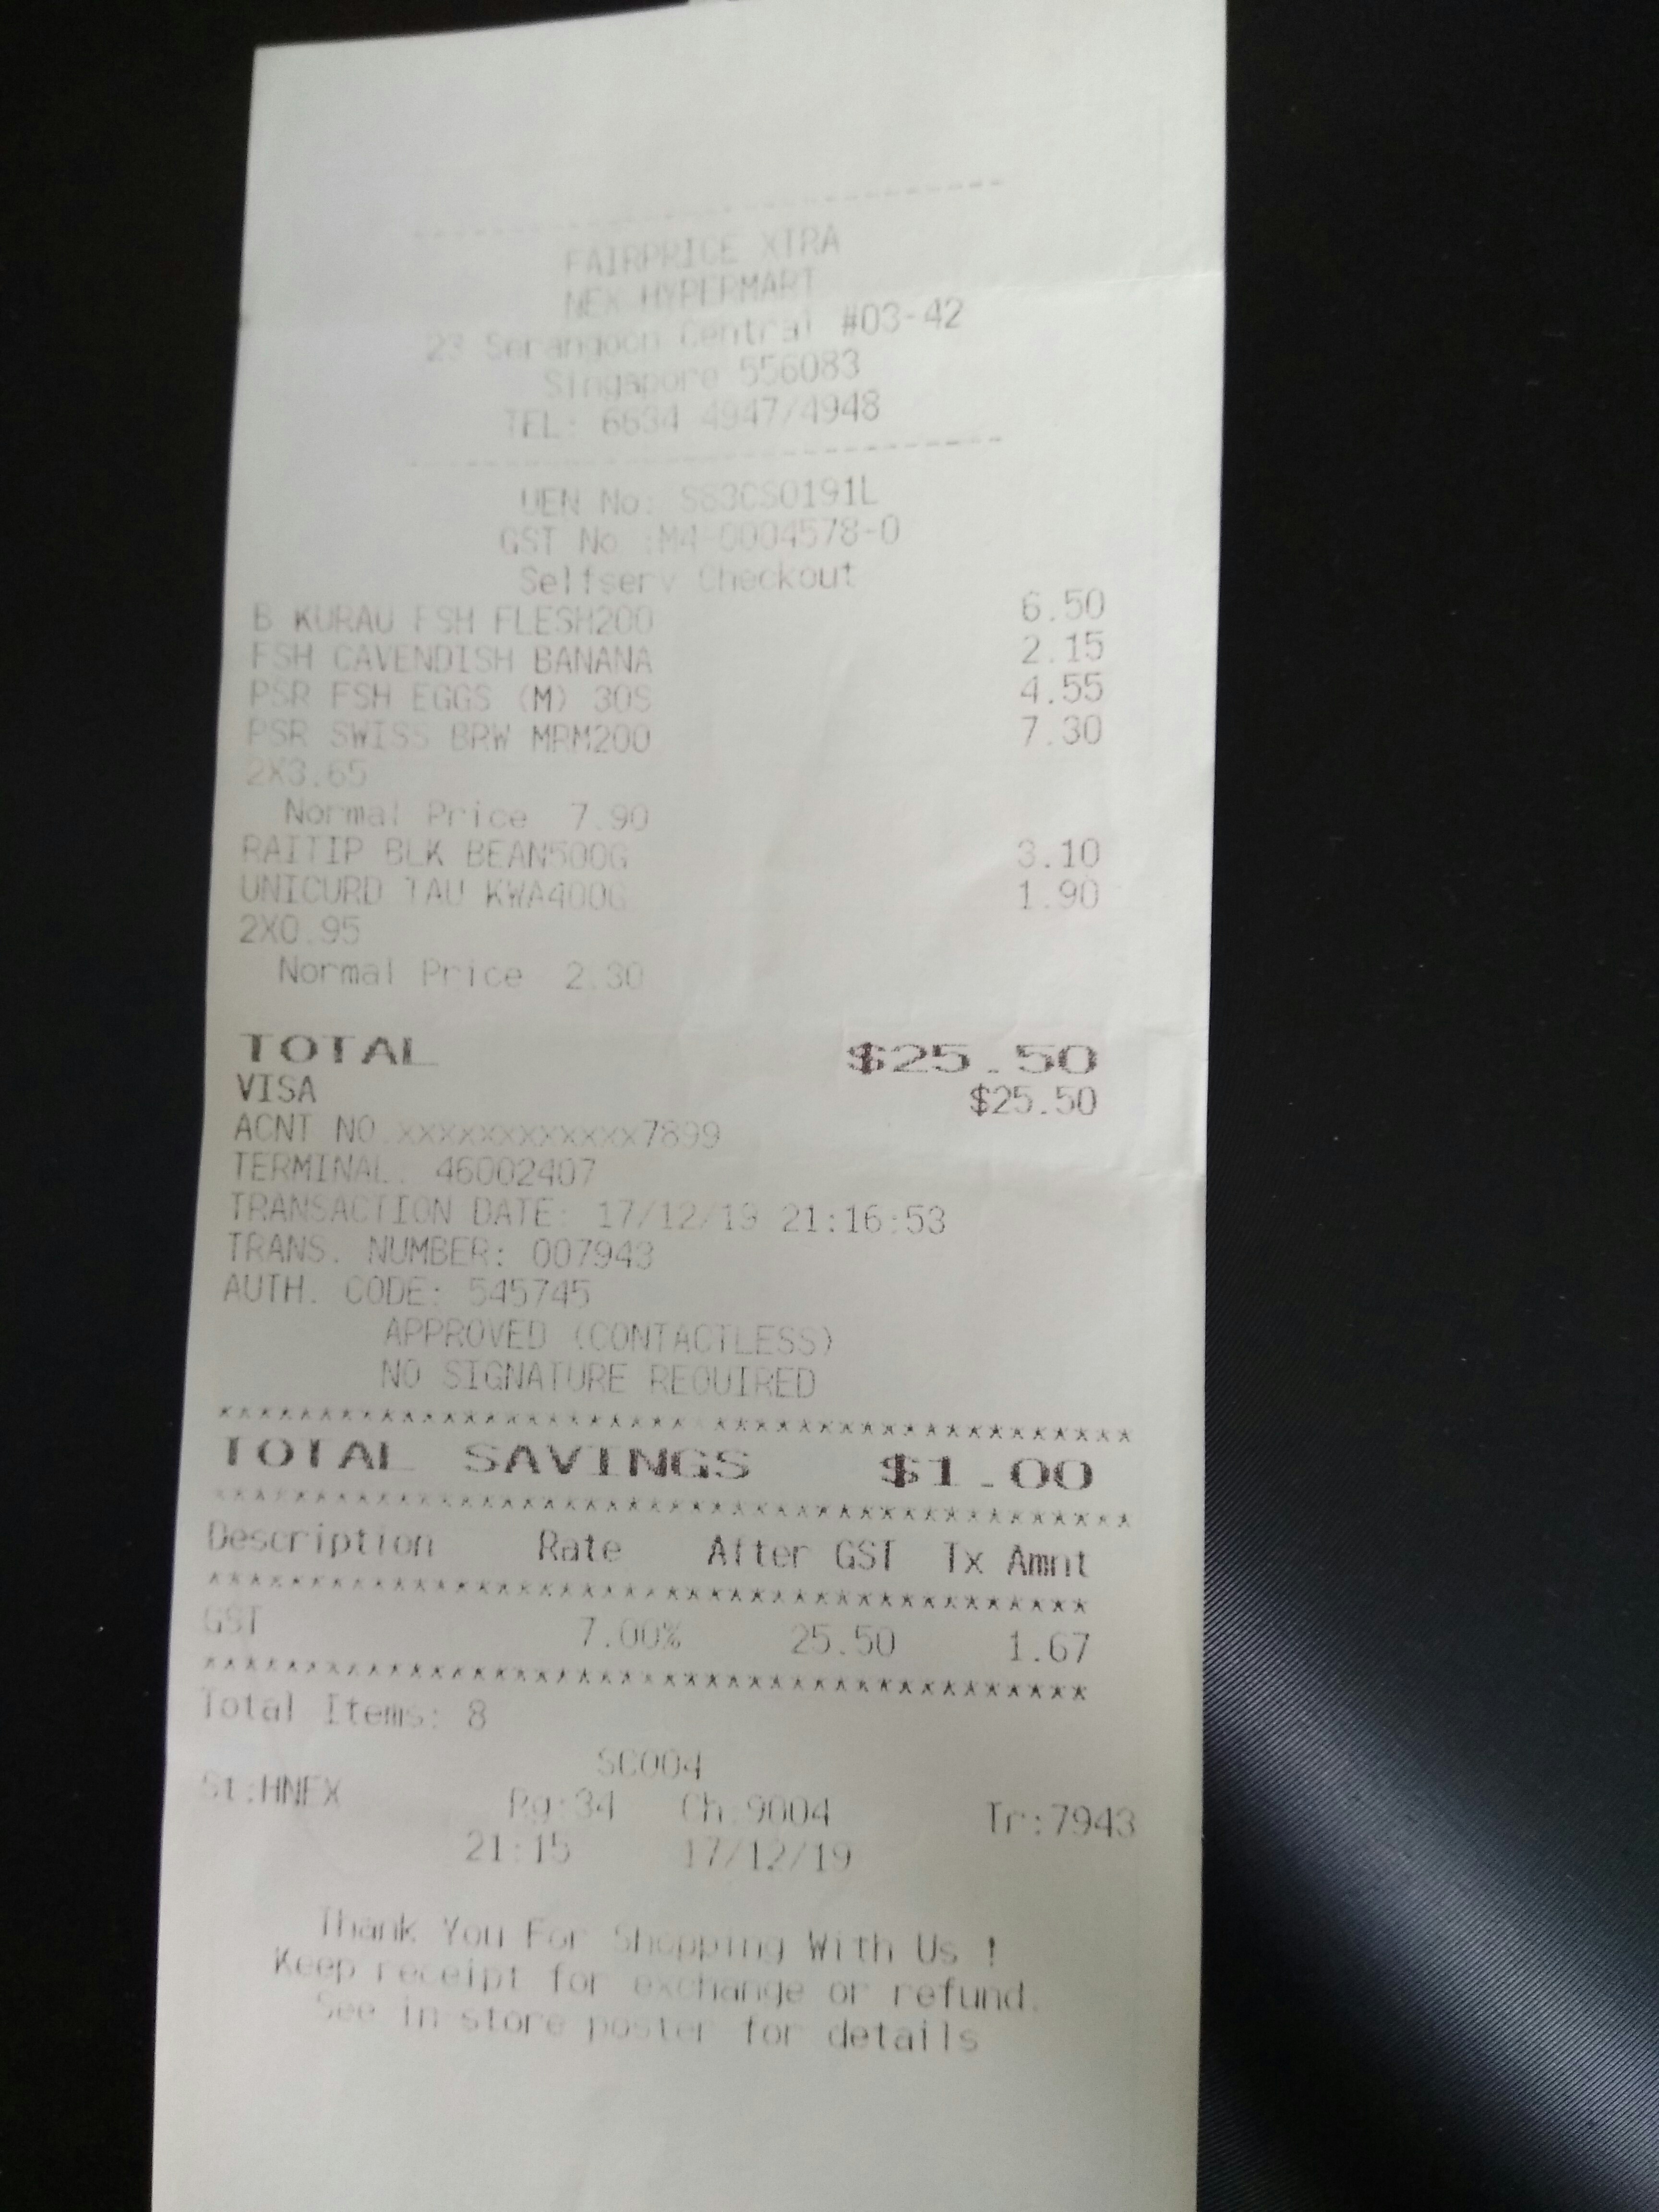 FAIRPRICE XTRA
NEX HYPERMART
23 Serangoon Central #03-42
Singapore 556083
TEL: 6634 4947/4948
UEN No: S83CS0191L
GST No :M4-0004578-0
Selfserv Checkout
B KURAU FSH FLESH200 6.50
FSH CAVENDISH BANANA 2.15
PSR FSH EGGS (M) 30S 4.55
PSR SWISS BRW MRM200 7.30
2X3.65
Normal Price 7.90
RAITIP BLK BEAN500G 3.10
UNICURD TAU KWA400G 1.90
2X0.95
Normal Price 2.30
TOTAL $25.50
VISA $25.50
ACNT NO.xxxxxxxxxxxx7899
TERMINAL: 46002407
TRANSACTION DATE: 17/12/19 21:16:53
TRANS. NUMBER: 007943
AUTH. CODE: 545745
APPROVED (CONTACTLESS)
NO SIGNATURE REQUIRED
********************************************
TOTAL SAVINGS $1.00
********************************************
Description Rate After GST Tx Amnt
********************************************
GST 7.00% 25.50 1.67
********************************************
Total Items: 8
SC004
St:HNEX Rg:34 Ch:9004 Tr:7943
21:15 17/12/19
Thank You For Shopping With Us !
Keep receipt for exchange or refund.
See in-store poster for details